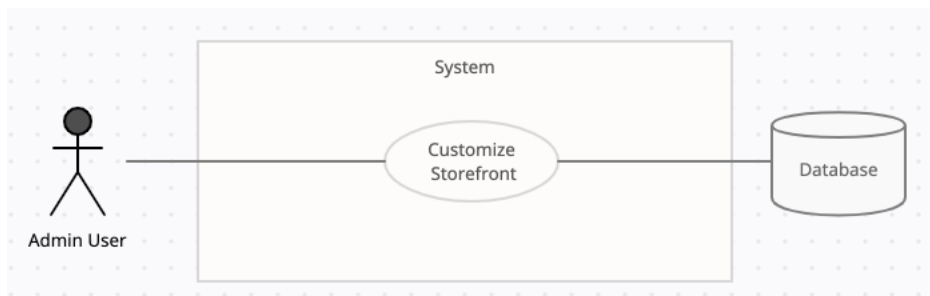 System
Customize
Storefront
Database
Admin User